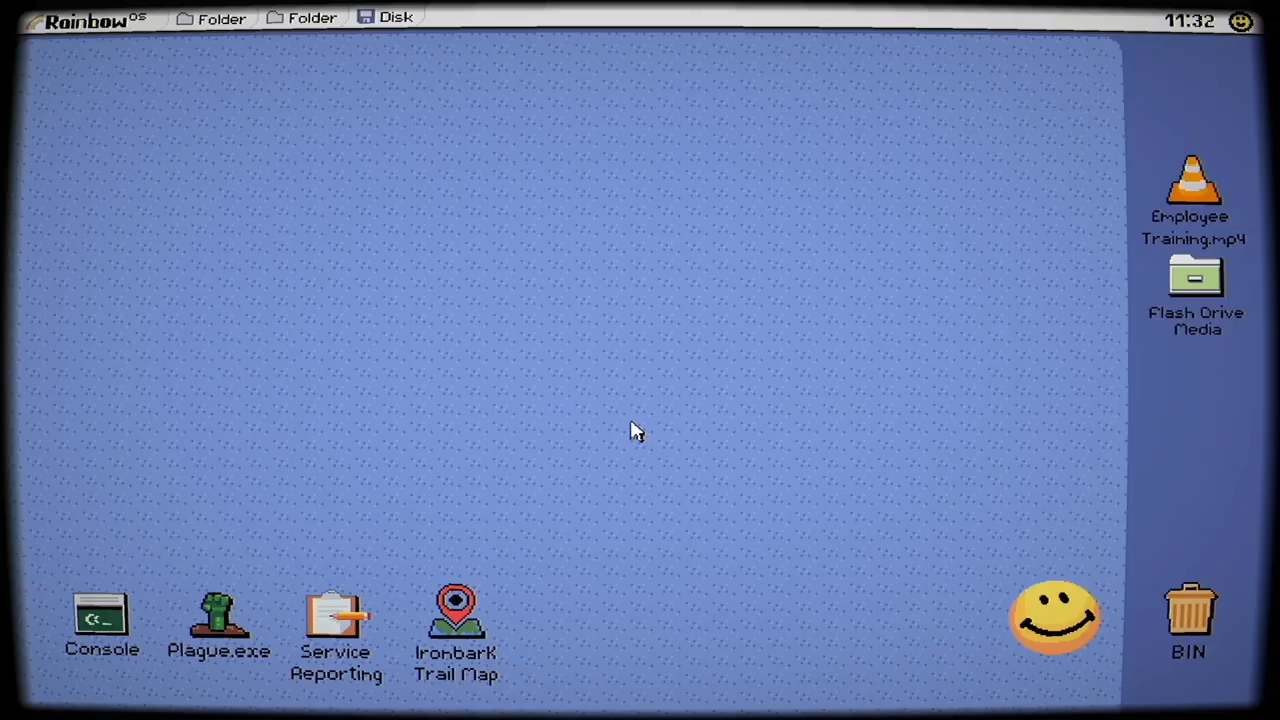 Rainbow OS
Folder
Folder
Disk
11:32
Employee
Training.mp4
Flash Drive
Media
Console
Plague.exe
Service
Reporting
Ironbark
Trail Map
BIN